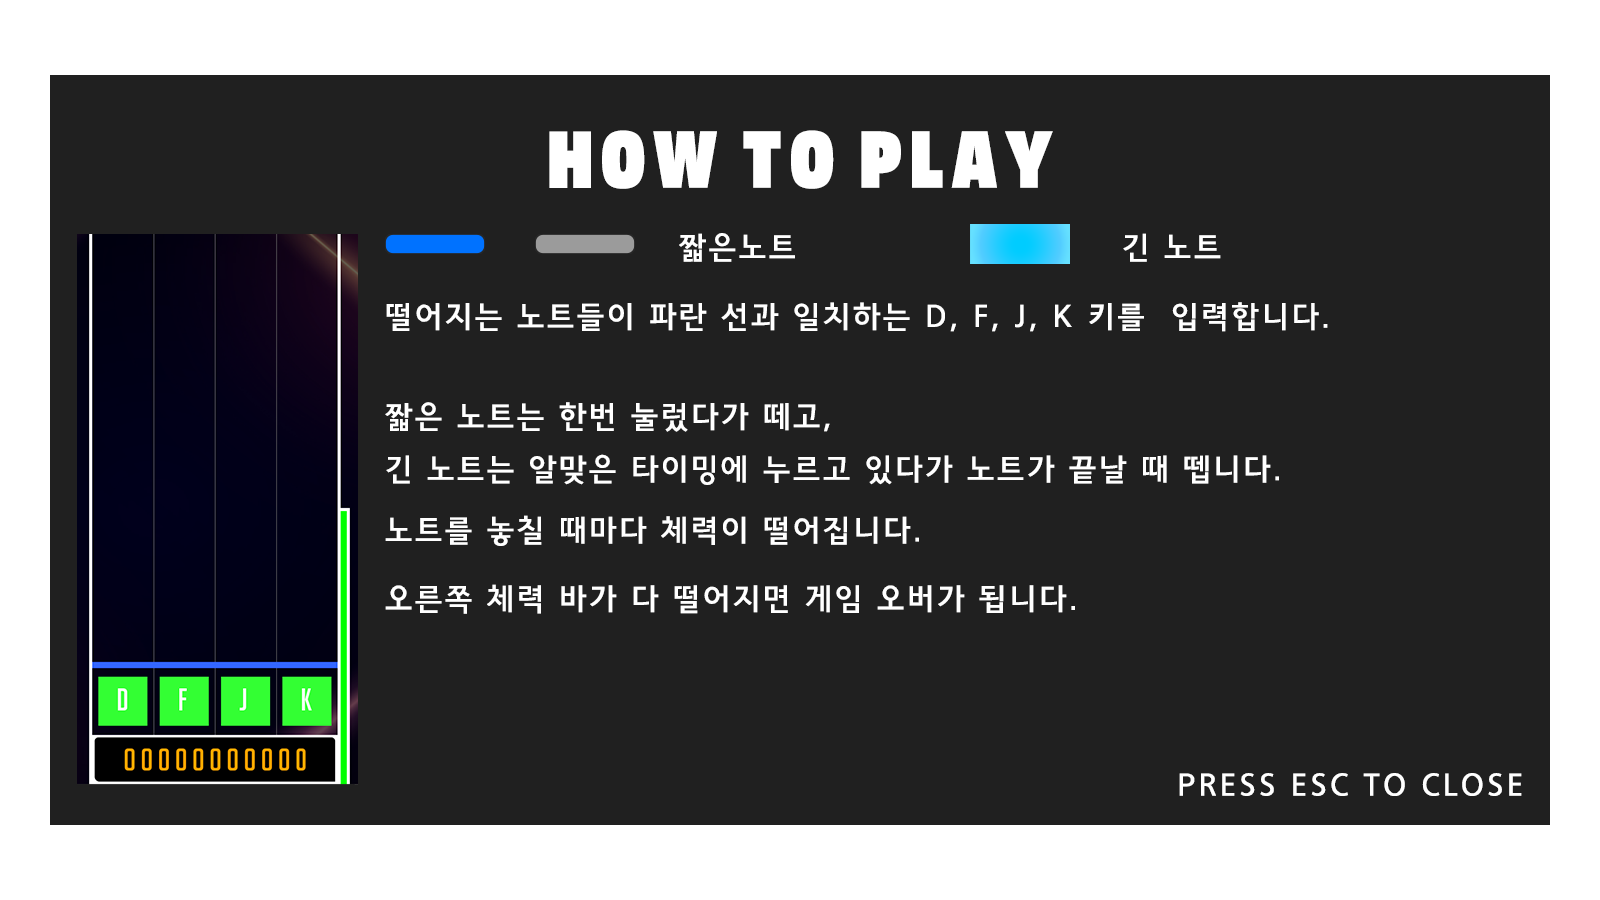 HOW TO PLAY
짧은노트
긴 노트
떨어지는 노트들이 파란 선과 일치하는 D, F, J, K 키를 입력합니다.
짧은 노트는 한번 눌렀다가 떼고,
긴 노트는 알맞은 타이밍에 누르고 있다가 노트가 끝날 때 뗍니다.
노트를 놓칠 때마다 체력이 떨어집니다.
오른쪽 체력 바가 다 떨어지면 게임 오버가 됩니다.
D F J K
00000000000
PRESS ESC TO CLOSE